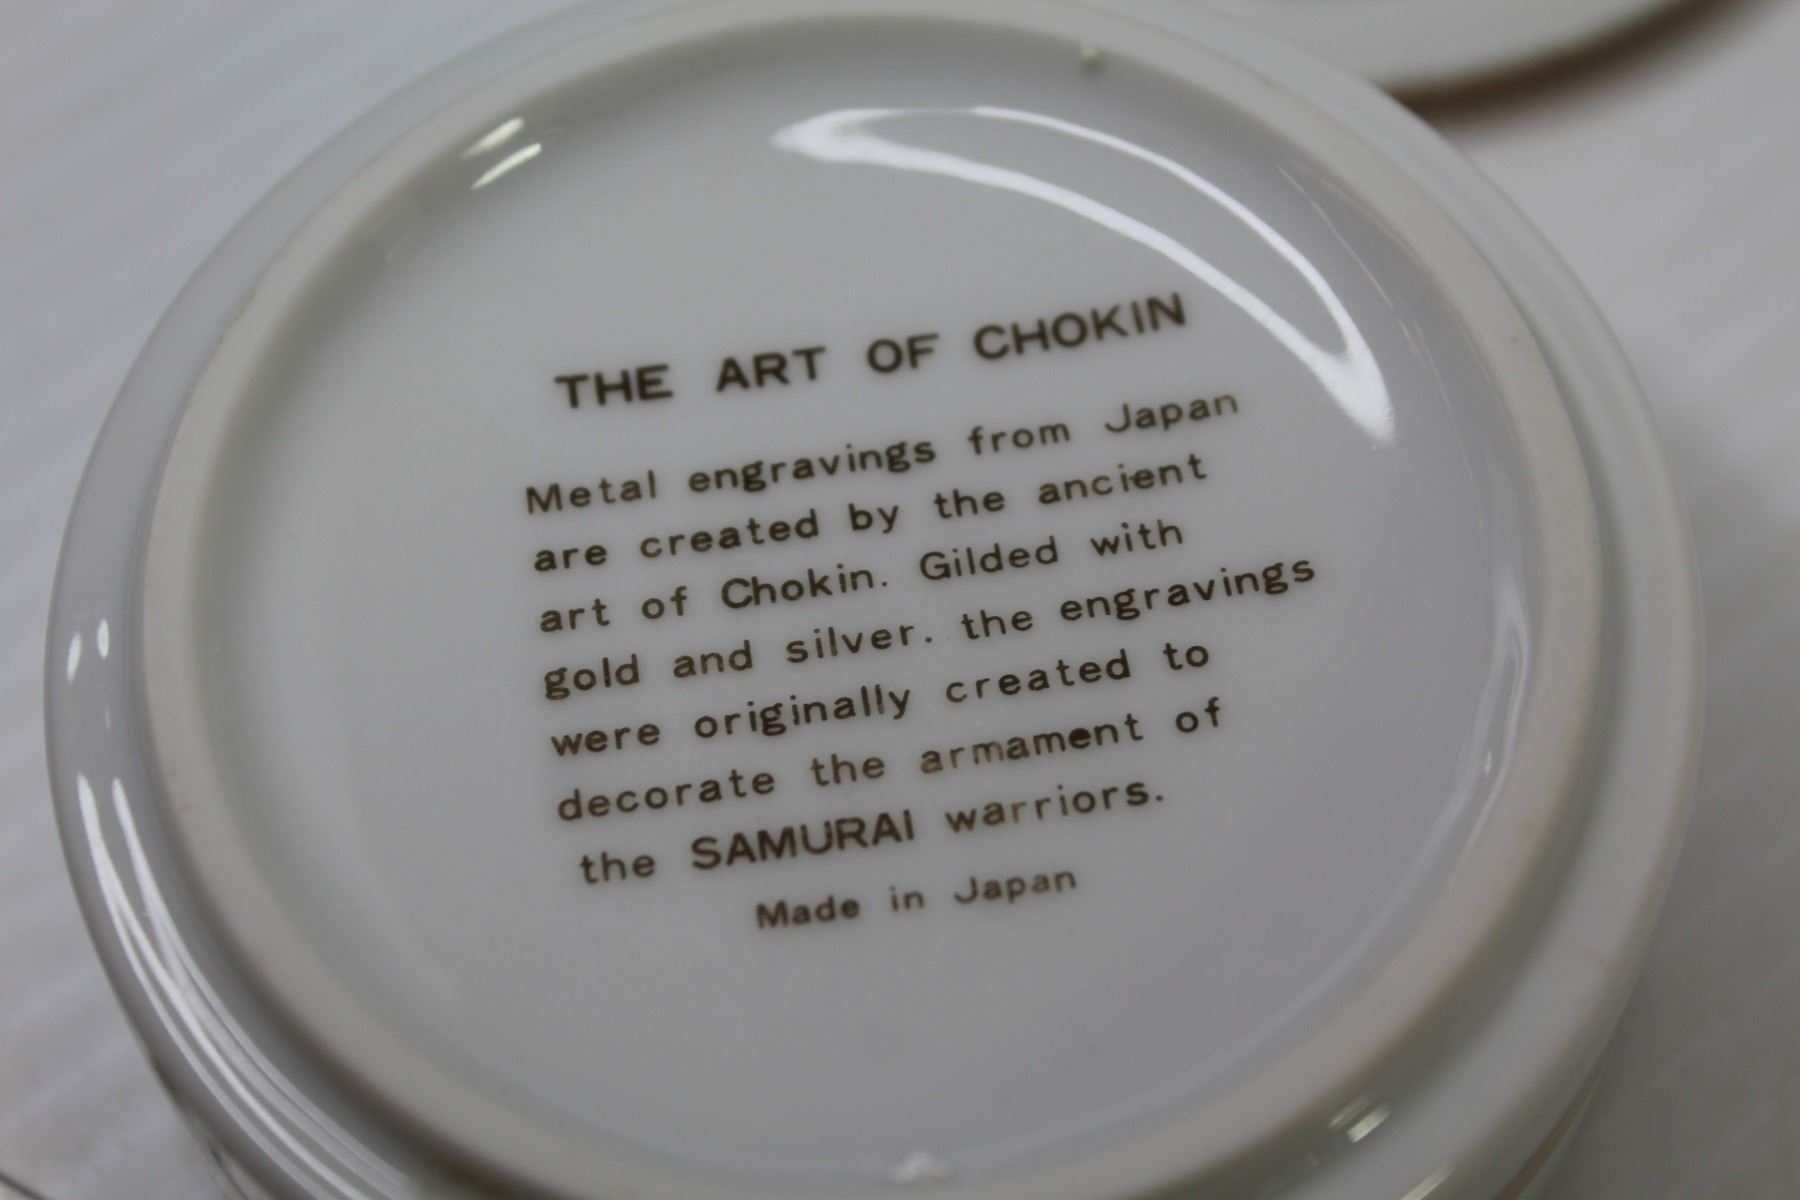 THE ART OF CHOKIN
Metal engravings from Japan
are created by the ancient
art of Chokin. Gilded with
gold and silver. the engravings
were originally created to
decorate the armament of
the SAMURAI warriors.
Made in Japan